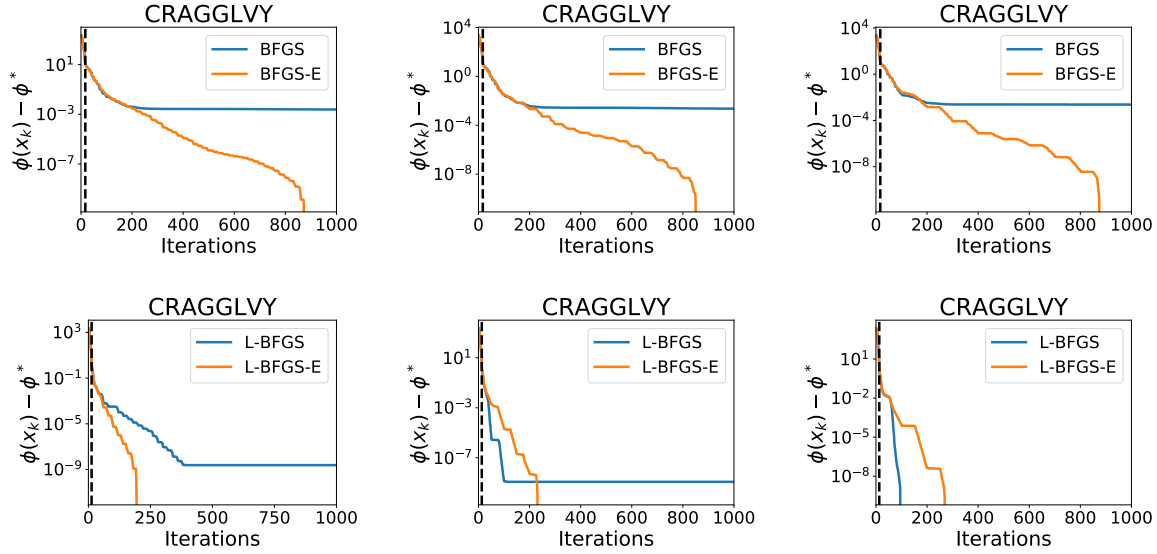 CRAGGLVY
ϕ(x_k) − ϕ*
10^1
10^−3
10^−7
BFGS
BFGS-E
0 200 400 600 800 1000
Iterations
CRAGGLVY
ϕ(x_k) − ϕ*
10^4
10^0
10^−4
10^−8
BFGS
BFGS-E
0 200 400 600 800 1000
Iterations
CRAGGLVY
ϕ(x_k) − ϕ*
10^4
10^0
10^−4
10^−8
BFGS
BFGS-E
0 200 400 600 800 1000
Iterations
CRAGGLVY
ϕ(x_k) − ϕ*
10^3
10^−1
10^−5
10^−9
L-BFGS
L-BFGS-E
0 250 500 750 1000
Iterations
CRAGGLVY
ϕ(x_k) − ϕ*
10^1
10^−3
10^−7
L-BFGS
L-BFGS-E
0 200 400 600 800 1000
Iterations
CRAGGLVY
ϕ(x_k) − ϕ*
10^1
10^−2
10^−5
10^−8
L-BFGS
L-BFGS-E
0 200 400 600 800 1000
Iterations